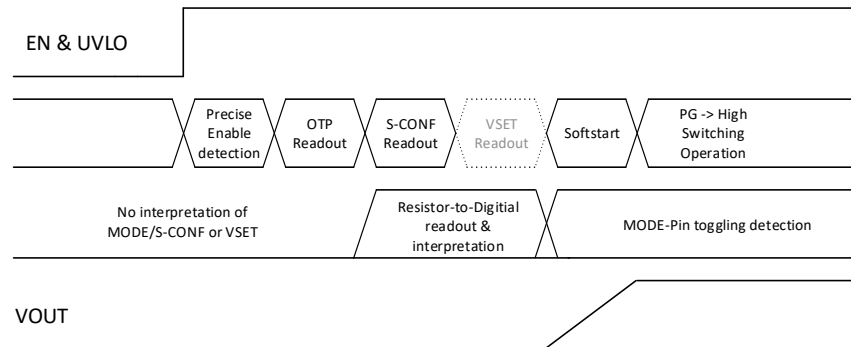 EN & UVLO
Precise
Enable
detection
OTP
Readout
S-CONF
Readout
VSET
Readout
Softstart
PG -> High
Switching
Operation
No interpretation of
MODE/S-CONF or VSET
Resistor-to-Digitial
readout &
interpretation
MODE-Pin toggling detection
VOUT